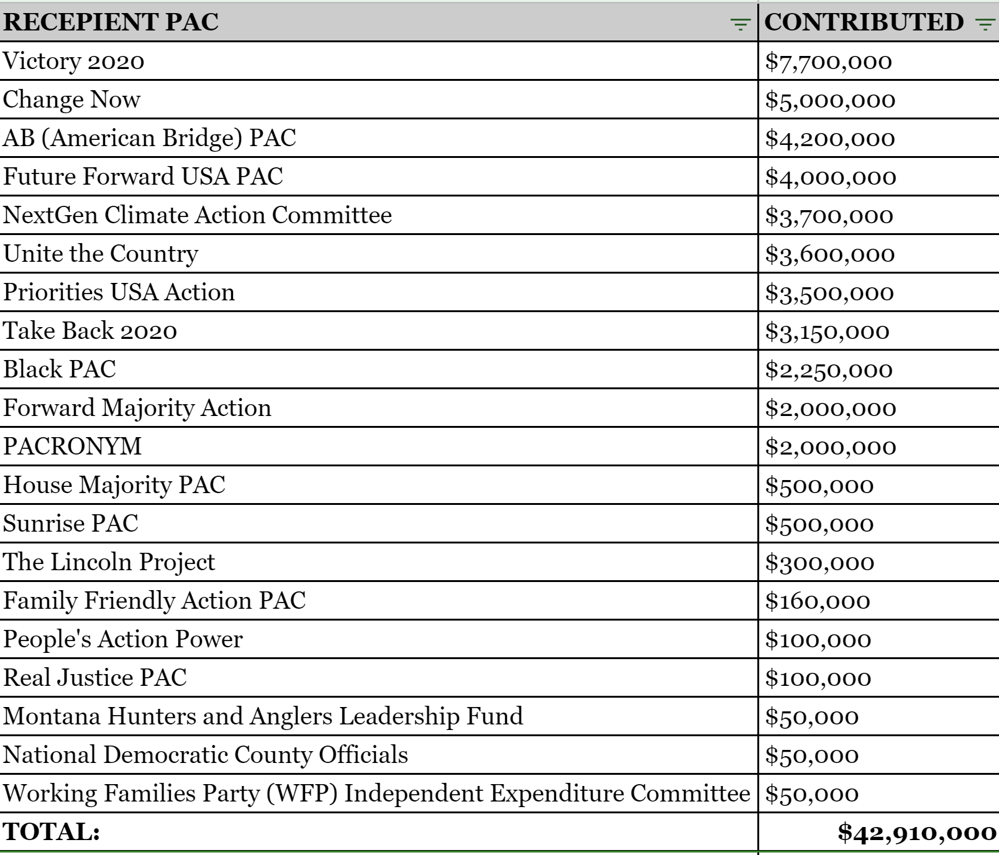 RECEPIENT PAC CONTRIBUTED
Victory 2020 $7,700,000
Change Now $5,000,000
AB (American Bridge) PAC $4,200,000
Future Forward USA PAC $4,000,000
NextGen Climate Action Committee $3,700,000
Unite the Country $3,600,000
Priorities USA Action $3,500,000
Take Back 2020 $3,150,000
Black PAC $2,250,000
Forward Majority Action $2,000,000
PACRONYM $2,000,000
House Majority PAC $500,000
Sunrise PAC $500,000
The Lincoln Project $300,000
Family Friendly Action PAC $160,000
People's Action Power $100,000
Real Justice PAC $100,000
Montana Hunters and Anglers Leadership Fund $50,000
National Democratic County Officials $50,000
Working Families Party (WFP) Independent Expenditure Committee $50,000
TOTAL: $42,910,000